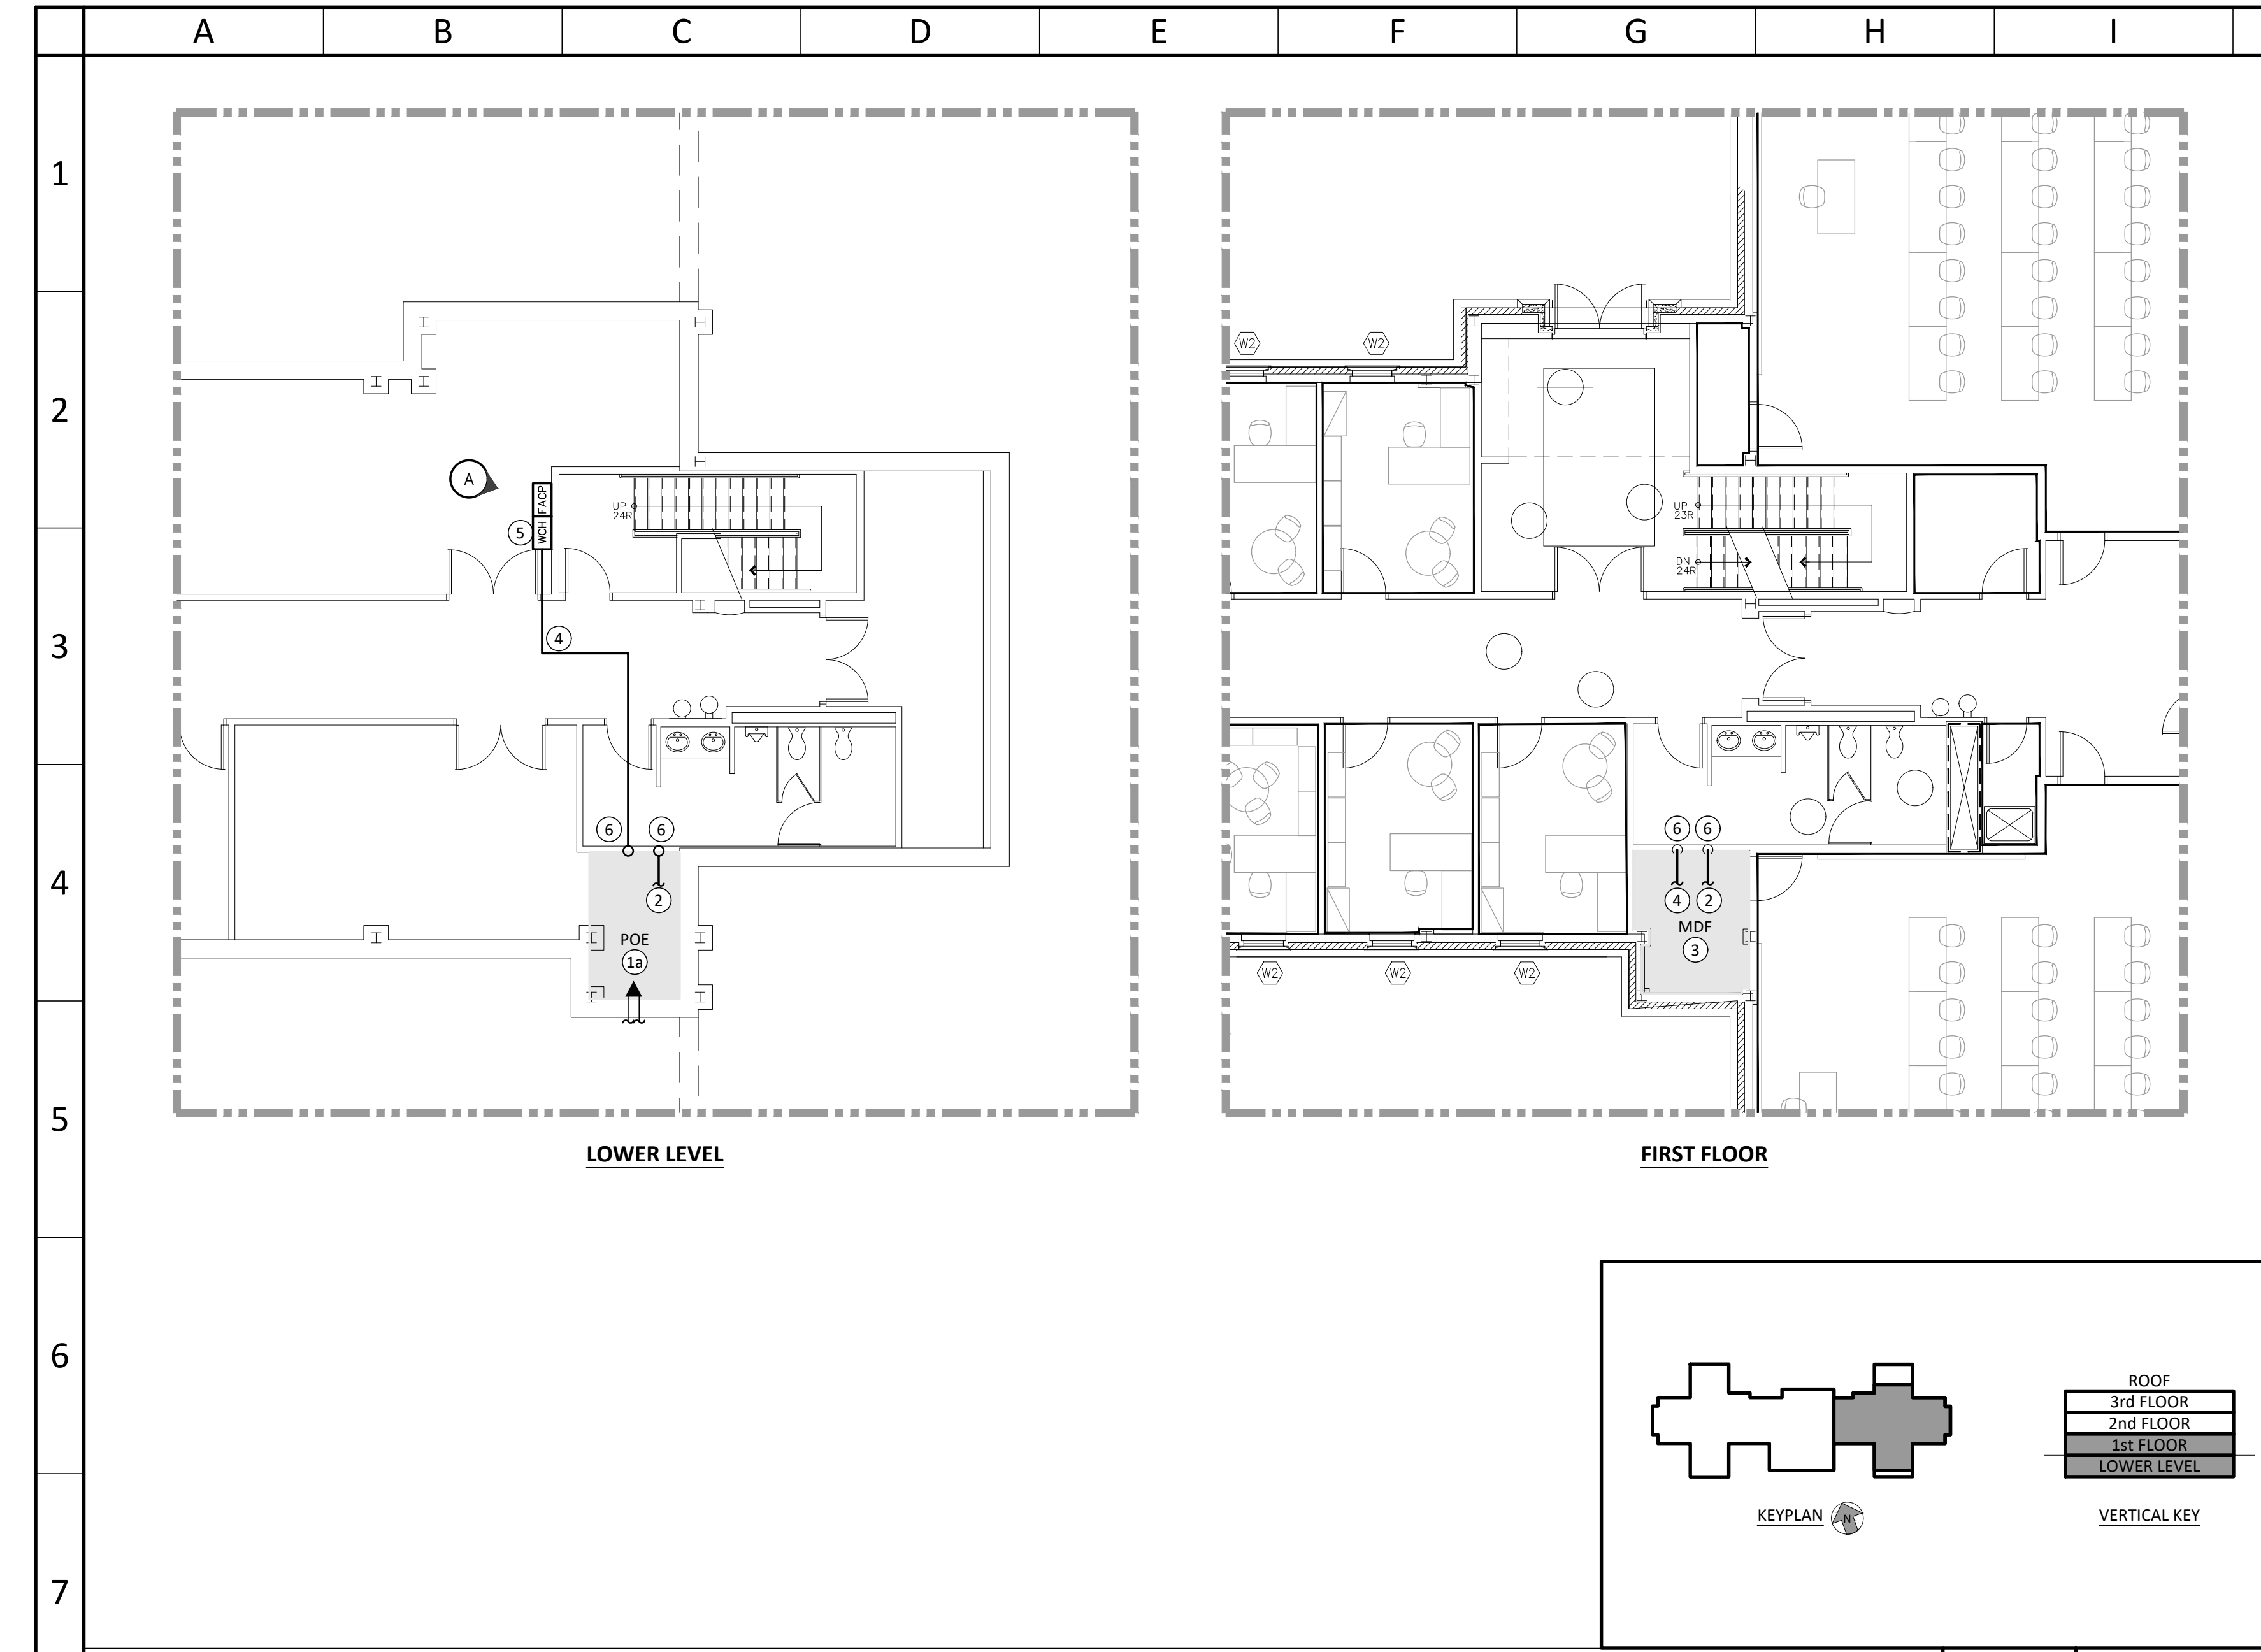 A B C D E F G H I
1
2
3
4
5
6
7
A
FACP
WCH
5
UP
24R
4
6 6
2
POE
1a
LOWER LEVEL
W2 W2
UP
23R
DN
24R
6 6
4 2
MDF
3
W2 W2 W2
FIRST FLOOR
KEYPLAN
N
ROOF
3rd FLOOR
2nd FLOOR
1st FLOOR
LOWER LEVEL
VERTICAL KEY